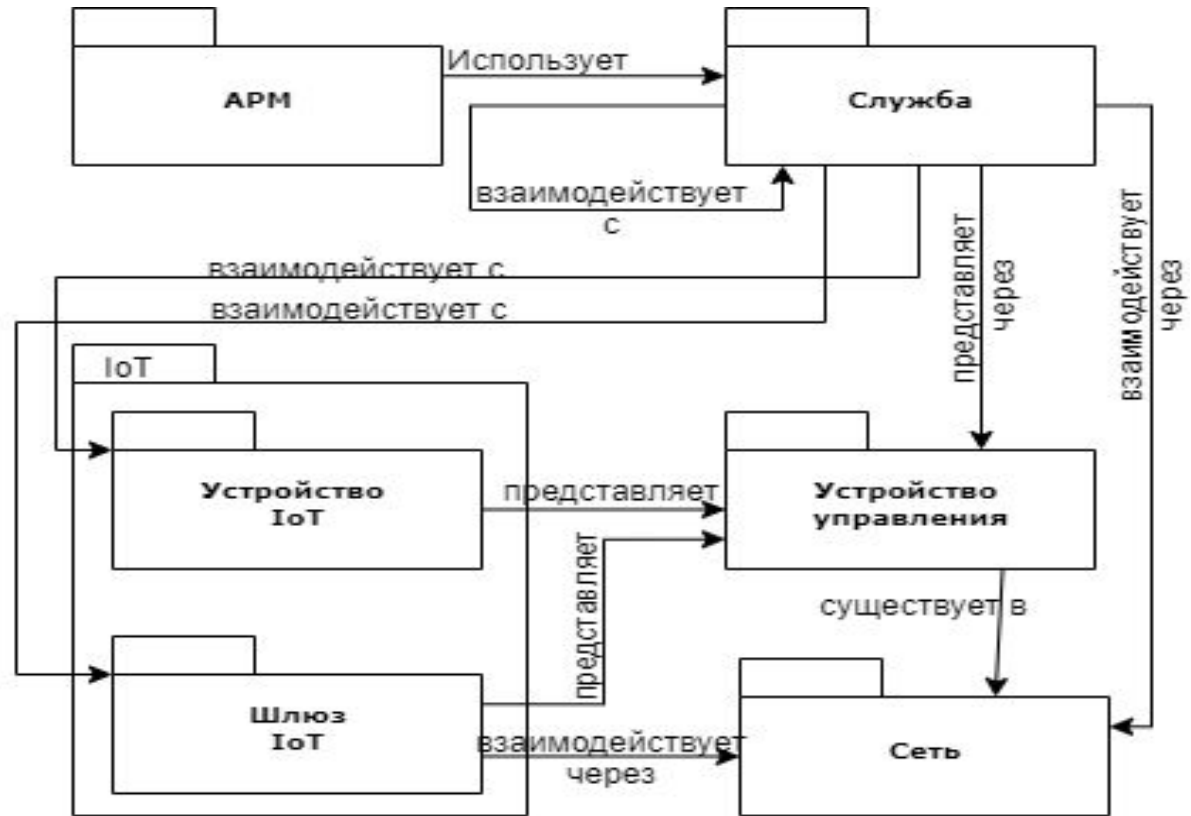 Использует
АРМ
Служба
взаимодействует
с
взаимодействует с
взаимодействует с
представляет
через
взаимодействует
через
IoT
Устройство
IoT
представляет
Устройство
управления
представляет
существует в
Шлюз
IoT
взаимодействует
через
Сеть